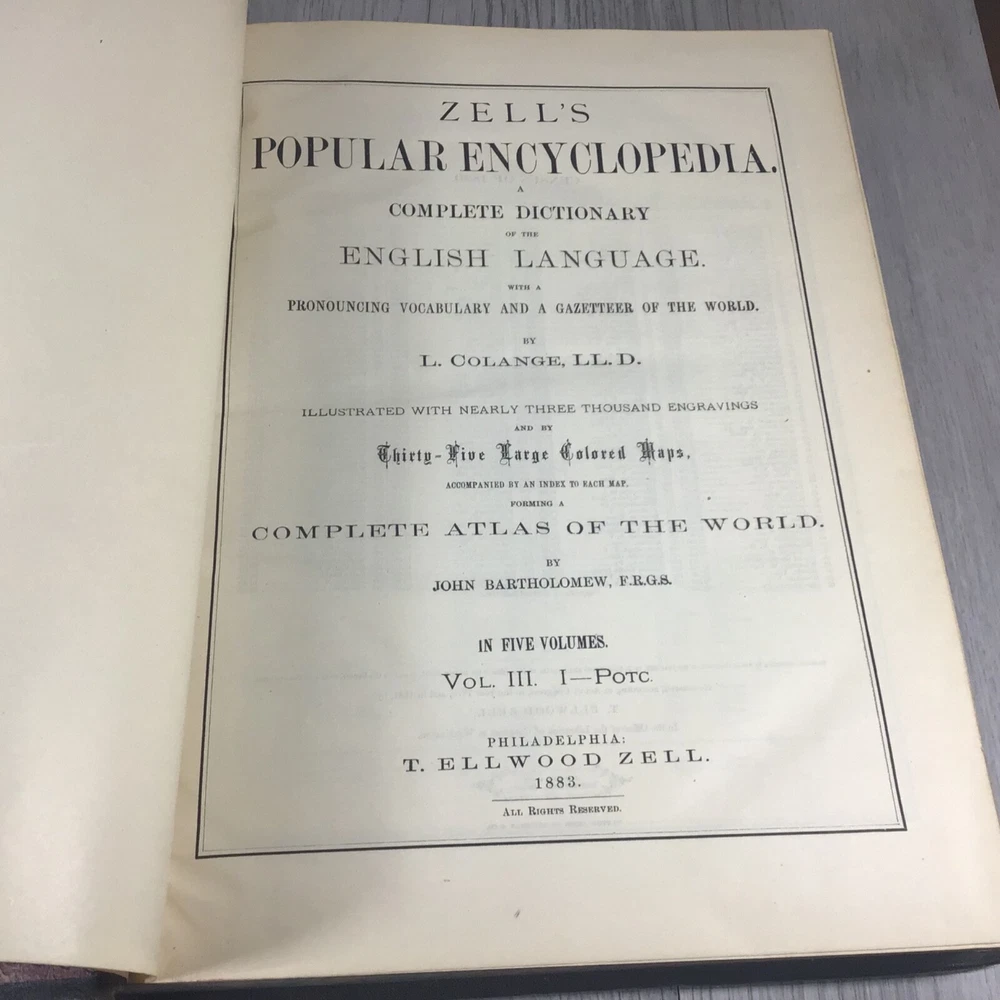 ZELL'S
POPULAR ENCYCLOPEDIA.
A
COMPLETE DICTIONARY
OF THE
ENGLISH LANGUAGE.
WITH A
PRONOUNCING VOCABULARY AND A GAZETTEER OF THE WORLD.
BY
L. COLANGE, LL. D.
ILLUSTRATED WITH NEARLY THREE THOUSAND ENGRAVINGS
AND BY
Thirty-Five Large Colored Maps,
ACCOMPANIED BY AN INDEX TO EACH MAP,
FORMING A
COMPLETE ATLAS OF THE WORLD.
BY
JOHN BARTHOLOMEW, F.R.G.S.
IN FIVE VOLUMES.
VOL. III. I—POTC.
PHILADELPHIA:
T. ELLWOOD ZELL.
1883.
ALL RIGHTS RESERVED.